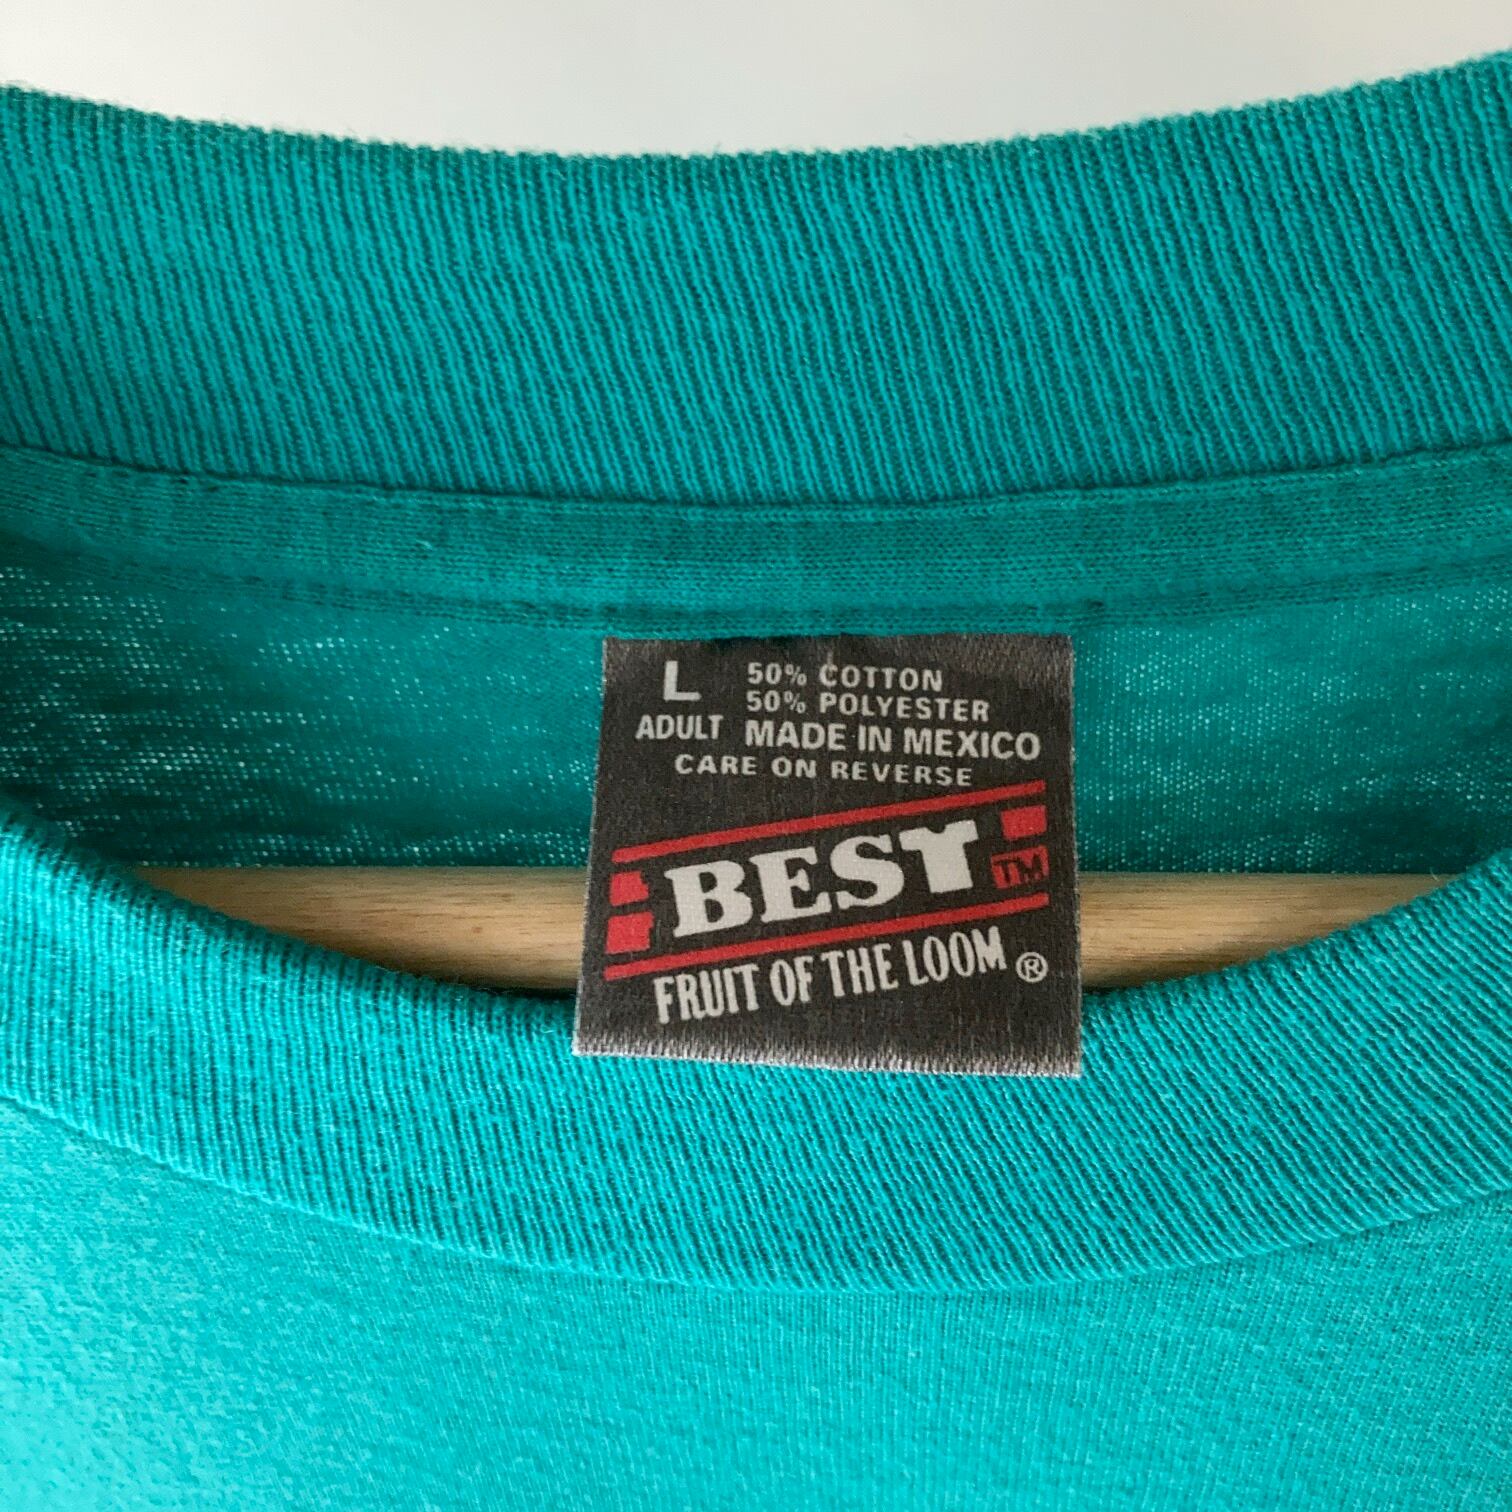 L 50% COTTON
50% POLYESTER
ADULT MADE IN MEXICO
CARE ON REVERSE
BEST TM
FRUIT OF THE LOOM ®